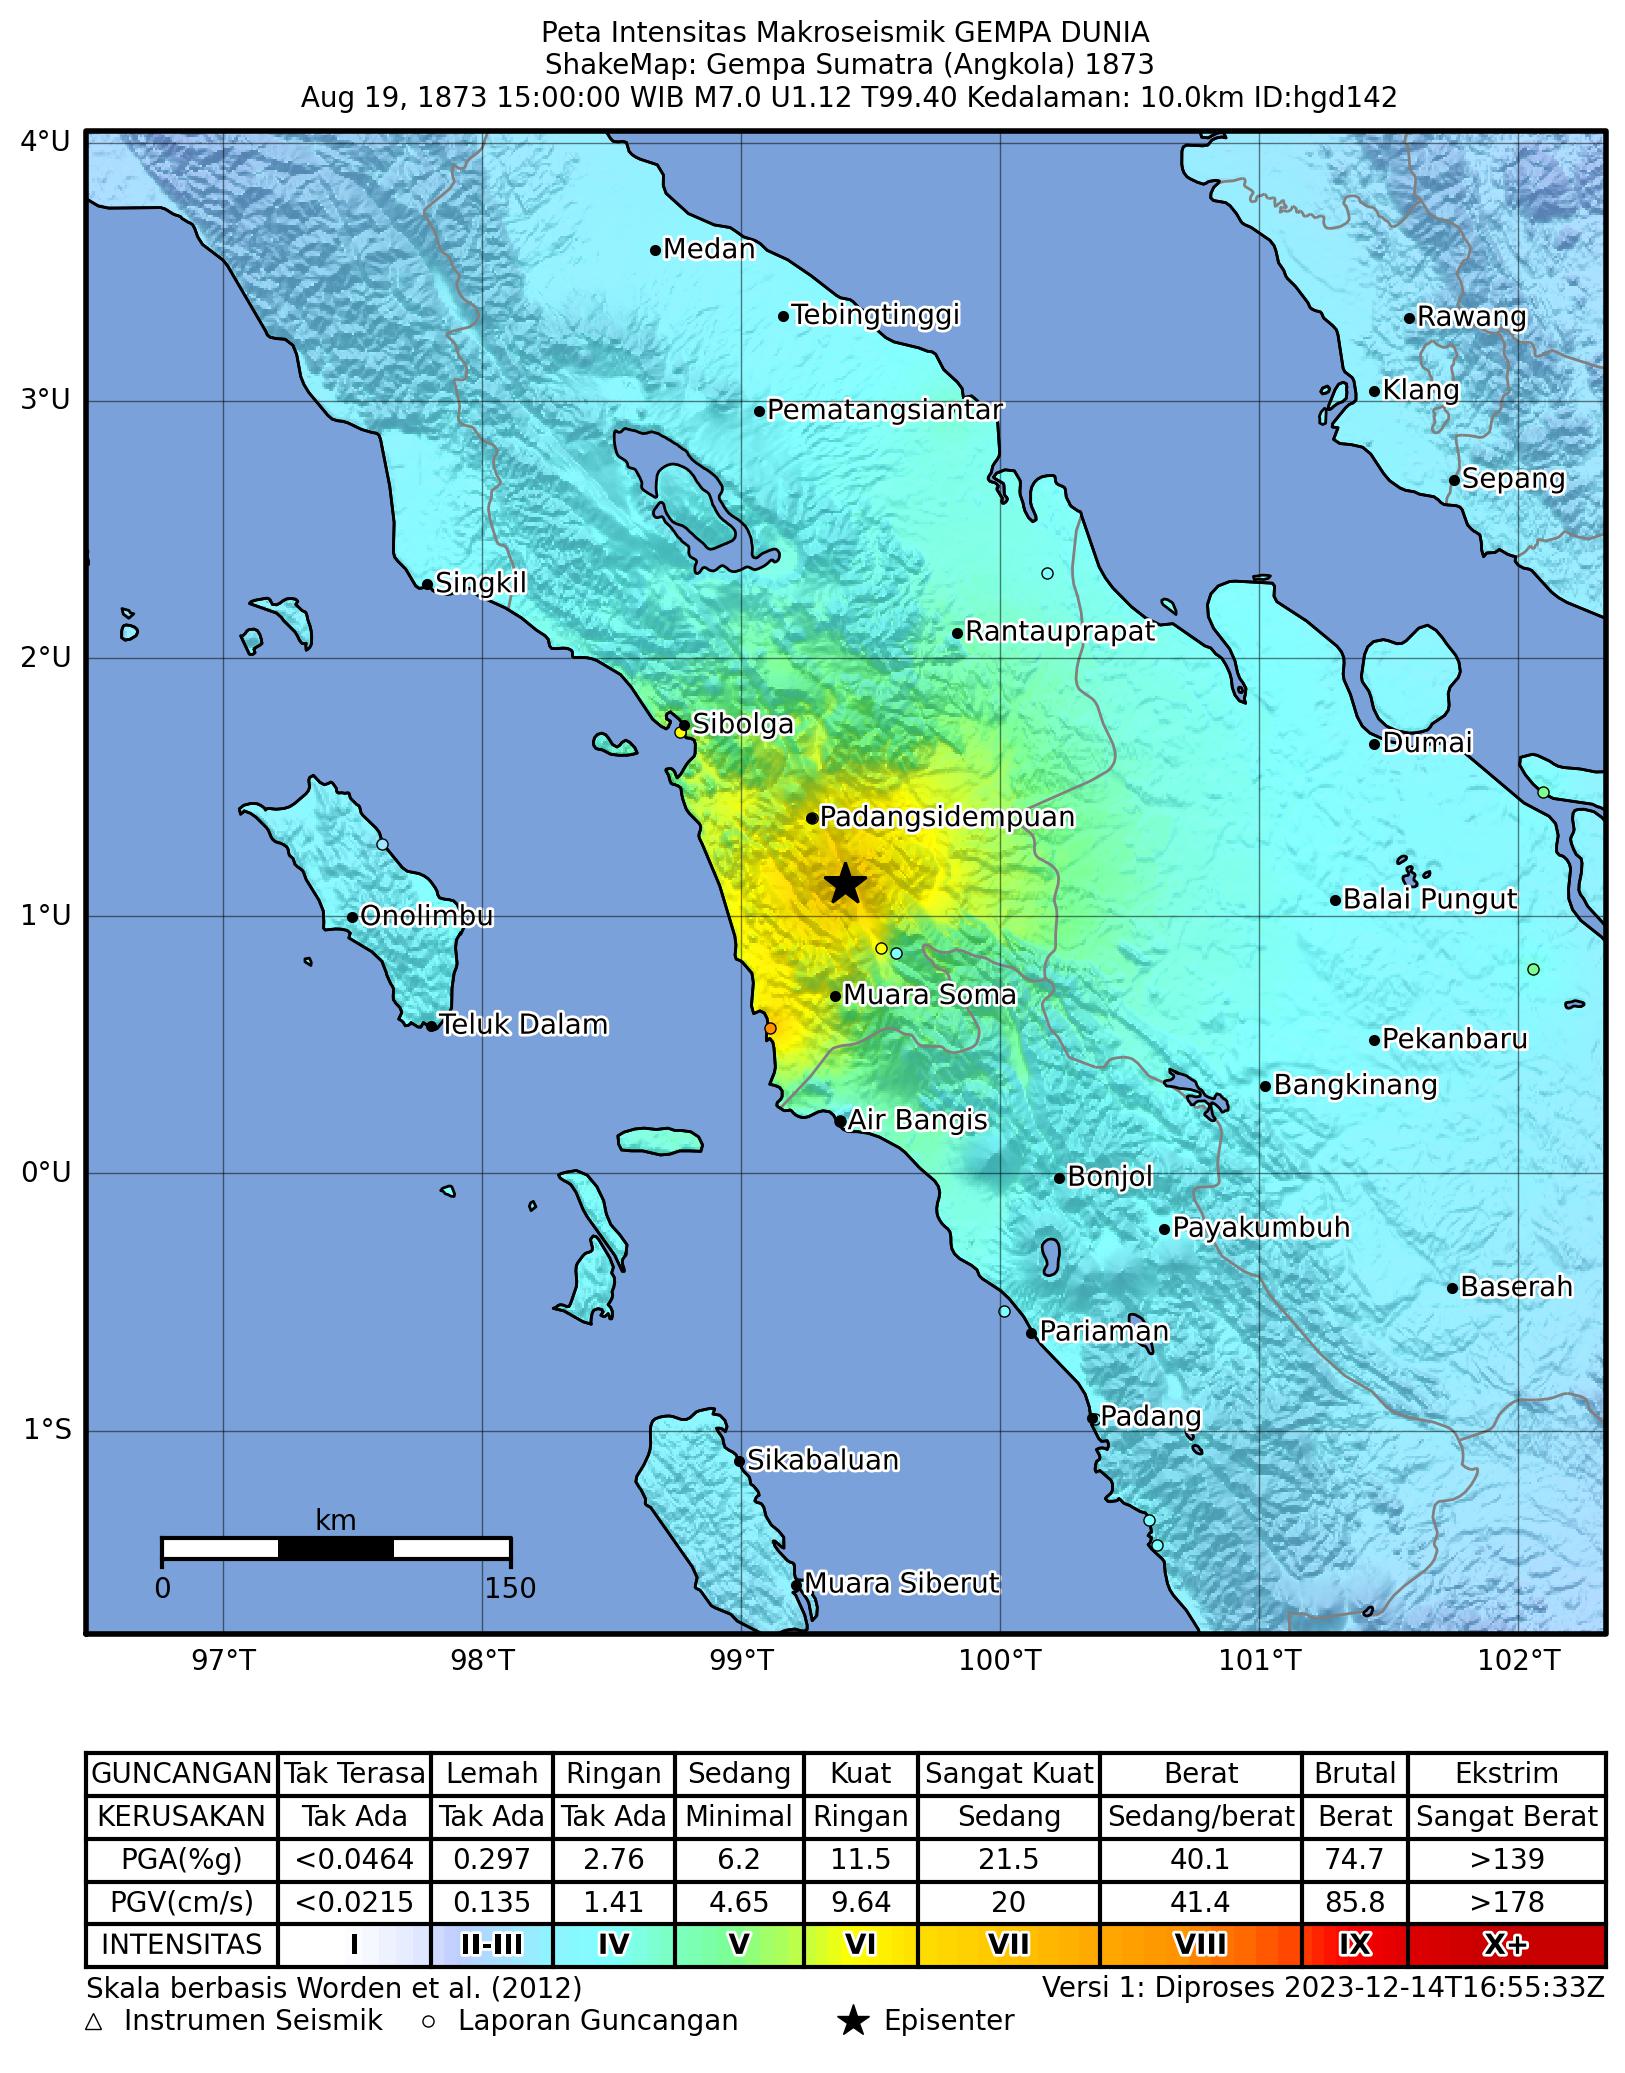 Peta Intensitas Makroseismik GEMPA DUNIA
ShakeMap: Gempa Sumatra (Angkola) 1873
Aug 19, 1873 15:00:00 WIB M7.0 U1.12 T99.40 Kedalaman: 10.0km ID:hgd142
4°U
Medan
Tebingtinggi
Rawang
3°U
Klang
Pematangsiantar
Sepang
Singkil
2°U
Rantauprapat
Sibolga
Dumai
Padangsidempuan
Balai Pungut
1°U
Onolimbu
Muara Soma
Teluk Dalam
Pekanbaru
Bangkinang
Air Bangis
0°U
Bonjol
Payakumbuh
Baserah
Pariaman
Padang
1°S
Sikabaluan
km
0 150
Muara Siberut
97°T 98°T 99°T 100°T 101°T 102°T
GUNCANGAN Tak Terasa Lemah Ringan Sedang Kuat Sangat Kuat Berat Brutal Ekstrim
KERUSAKAN Tak Ada Tak Ada Tak Ada Minimal Ringan Sedang Sedang/berat Berat Sangat Berat
PGA(%g) <0.0464 0.297 2.76 6.2 11.5 21.5 40.1 74.7 >139
PGV(cm/s) <0.0215 0.135 1.41 4.65 9.64 20 41.4 85.8 >178
INTENSITAS I II-III IV V VI VII VIII IX X+
Skala berbasis Worden et al. (2012) Versi 1: Diproses 2023-12-14T16:55:33Z
Instrumen Seismik Laporan Guncangan Episenter